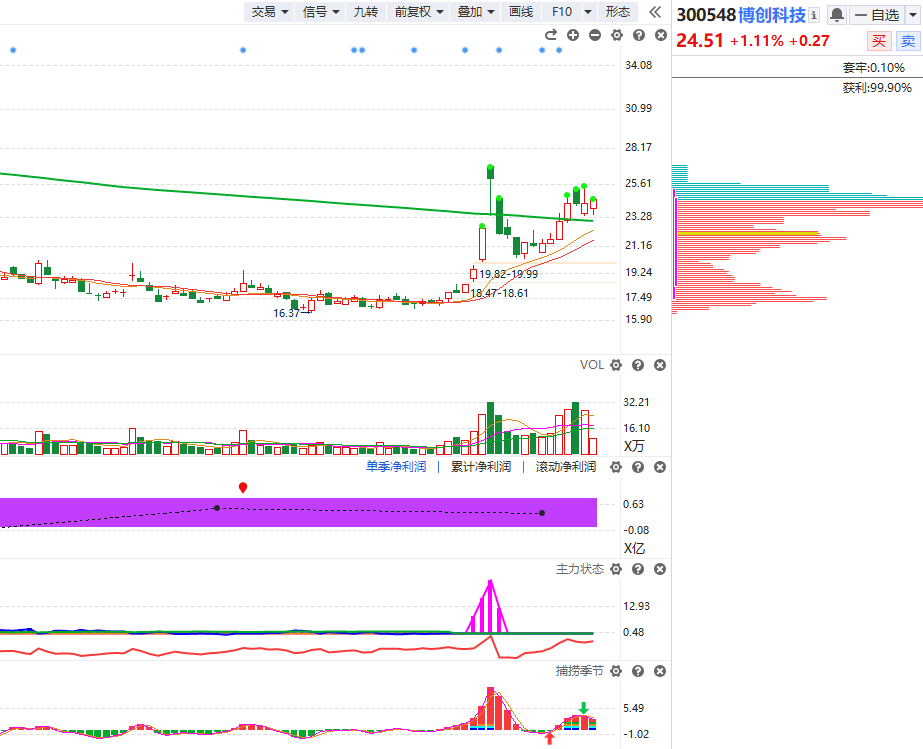 交易 信号 九转 前复权 叠加 画线 F10 形态
300548 博创科技
自选
24.51 +1.11% +0.27 买 卖
套牢:0.10%
获利:99.90%
34.08
30.99
28.17
25.61
23.28
21.16
19.24
17.49
15.90
19.82-19.99
18.47-18.61
16.37
VOL
32.21
16.10
X万
单季净利润 | 累计净利润 | 滚动净利润
0.63
-0.08
X亿
主力状态
12.93
0.48
捕捞季节
5.49
-1.02